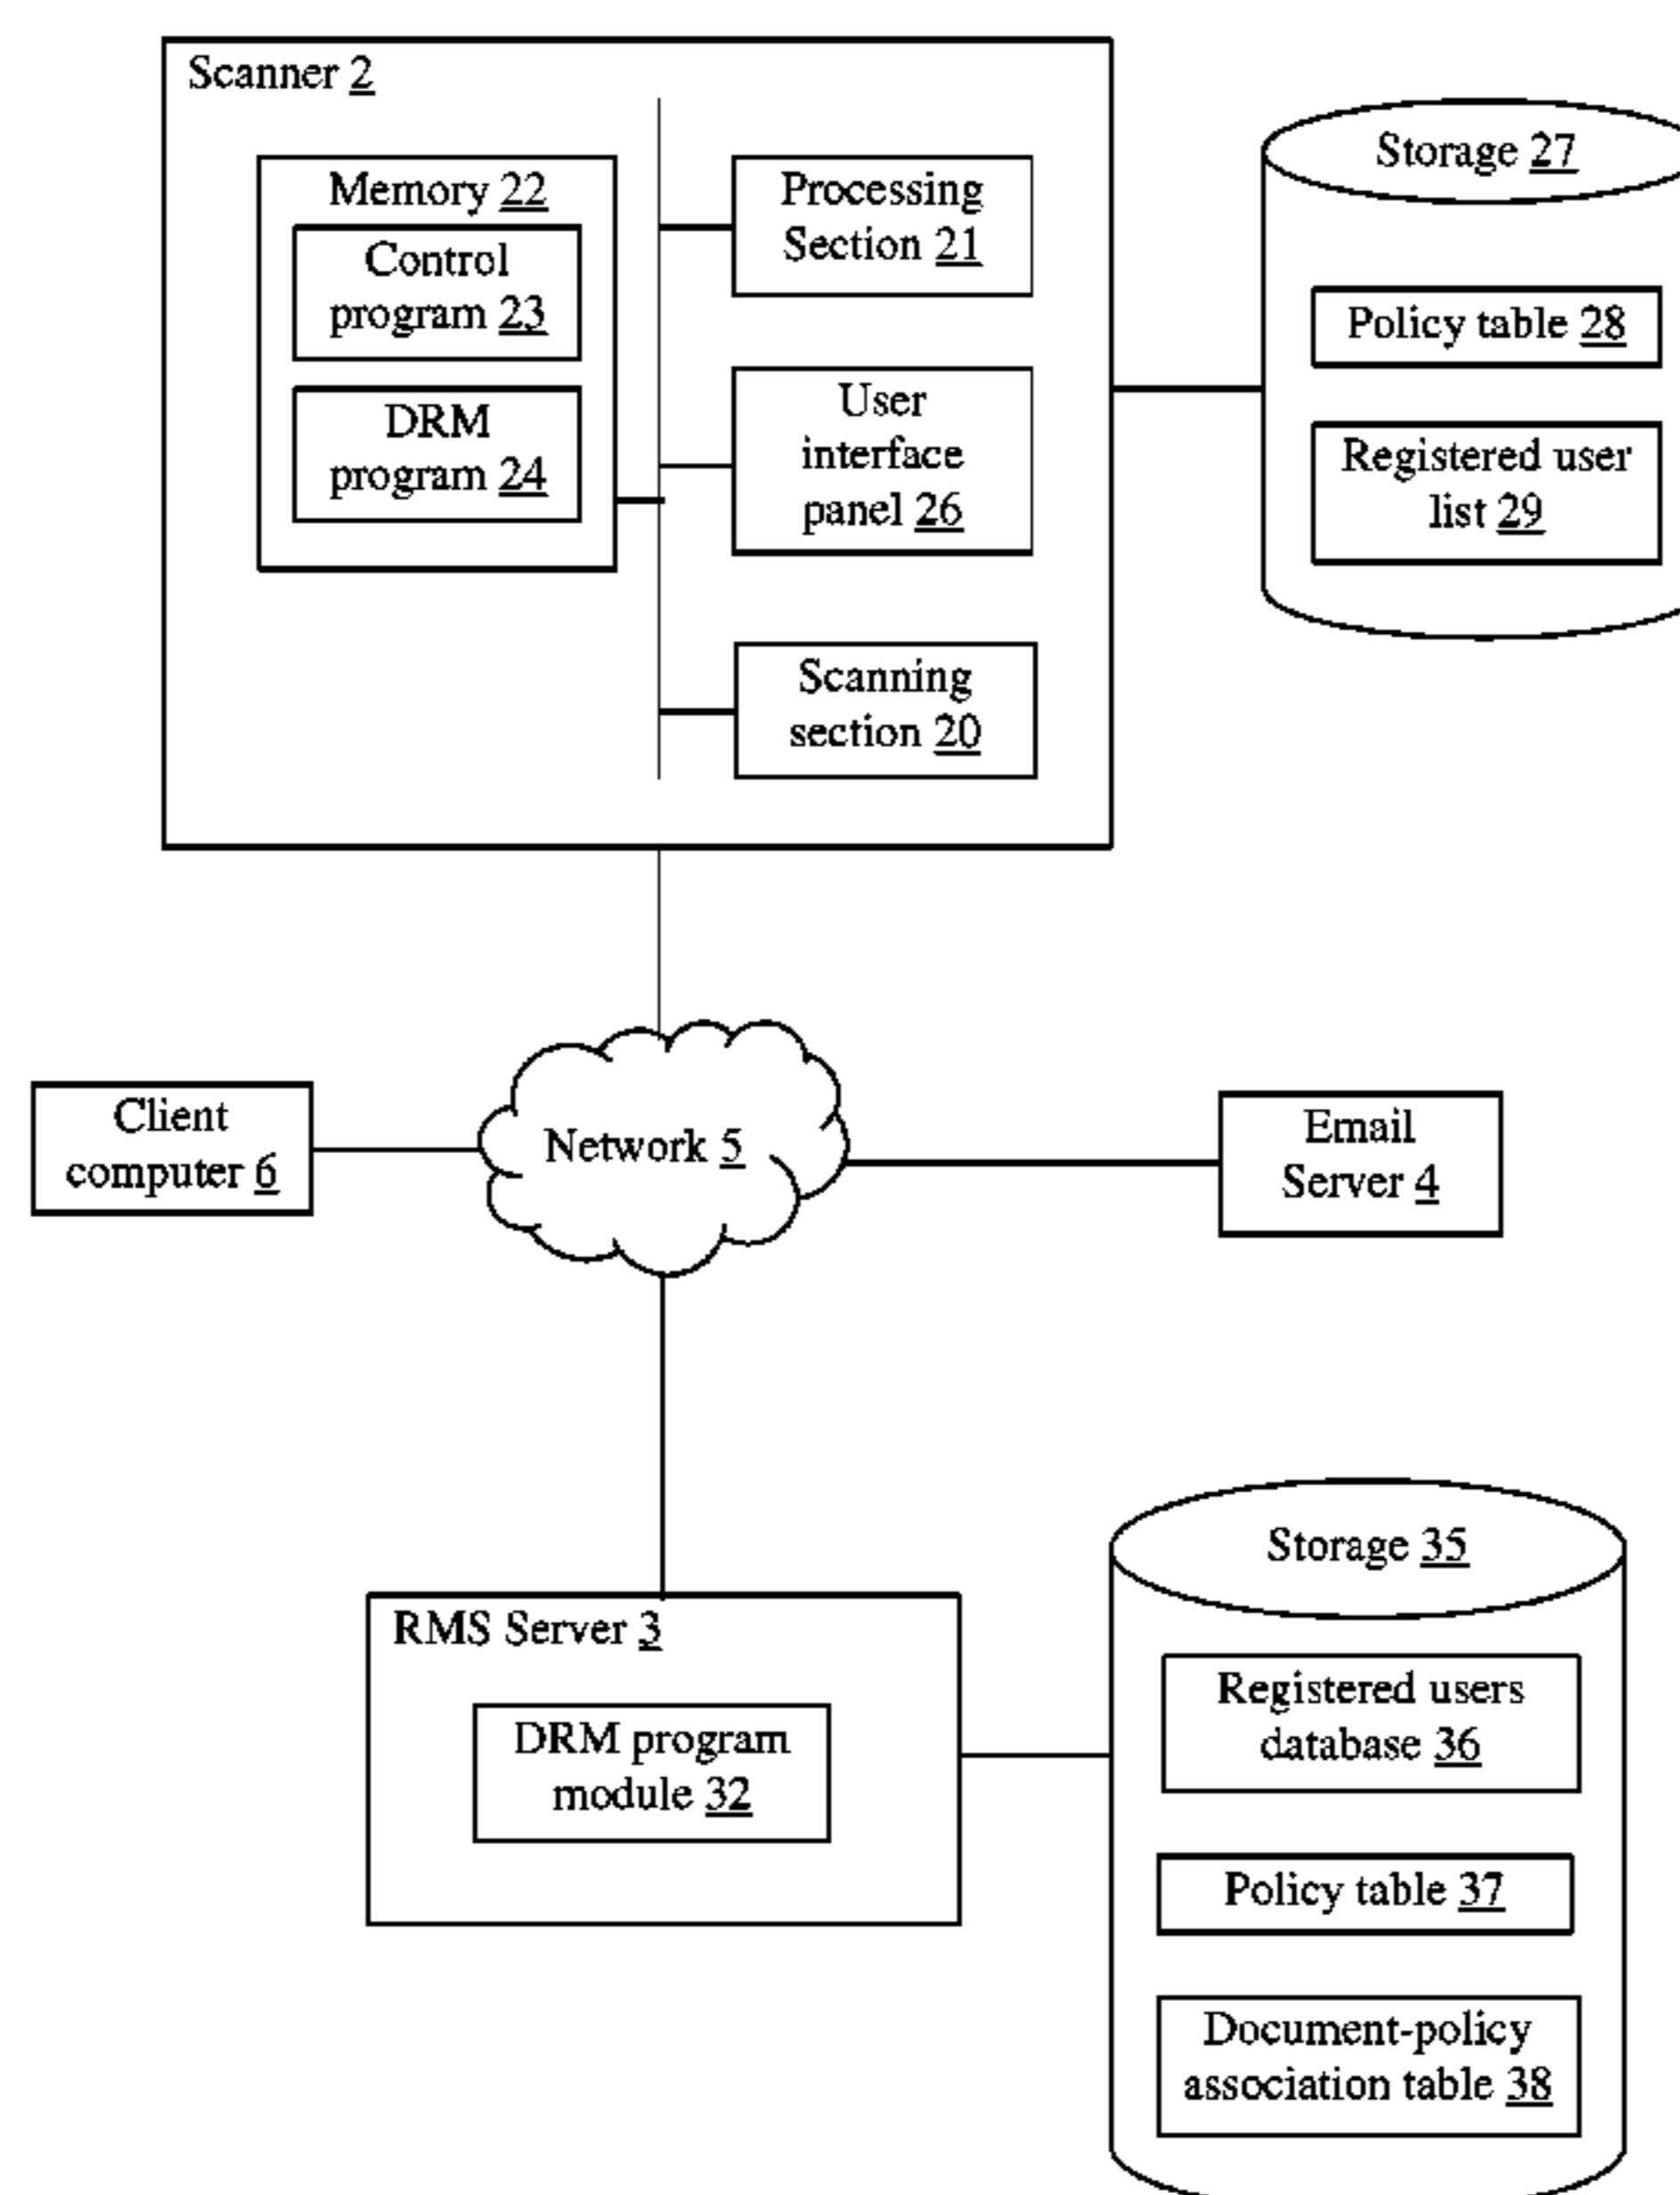 Scanner 2
Memory 22
Control
program 23
DRM
program 24
Processing
Section 21
User
interface
panel 26
Scanning
section 20
Storage 27
Policy table 28
Registered user
list 29
Client
computer 6
Network 5
Email
Server 4
RMS Server 3
DRM program
module 32
Storage 35
Registered users
database 36
Policy table 37
Document-policy
association table 38